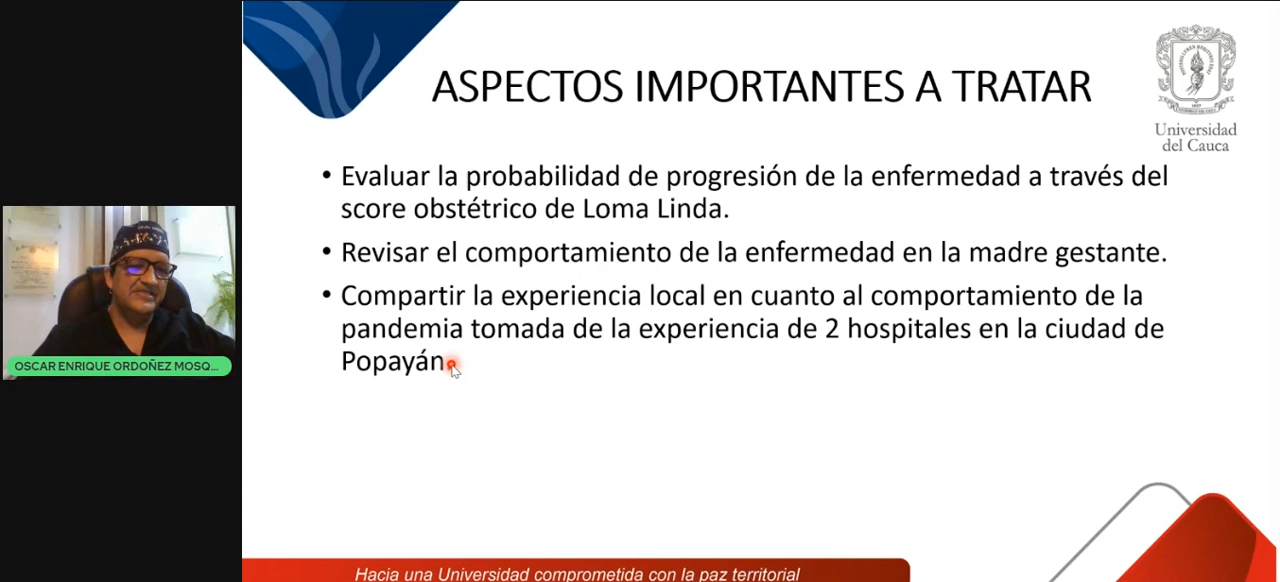 ASPECTOS IMPORTANTES A TRATAR
Universidad
del Cauca
• Evaluar la probabilidad de progresión de la enfermedad a través del
score obstétrico de Loma Linda.
• Revisar el comportamiento de la enfermedad en la madre gestante.
• Compartir la experiencia local en cuanto al comportamiento de la
pandemia tomada de la experiencia de 2 hospitales en la ciudad de
Popayán
OSCAR ENRIQUE ORDOÑEZ MOSQ...
Hacia una Universidad comprometida con la paz territorial